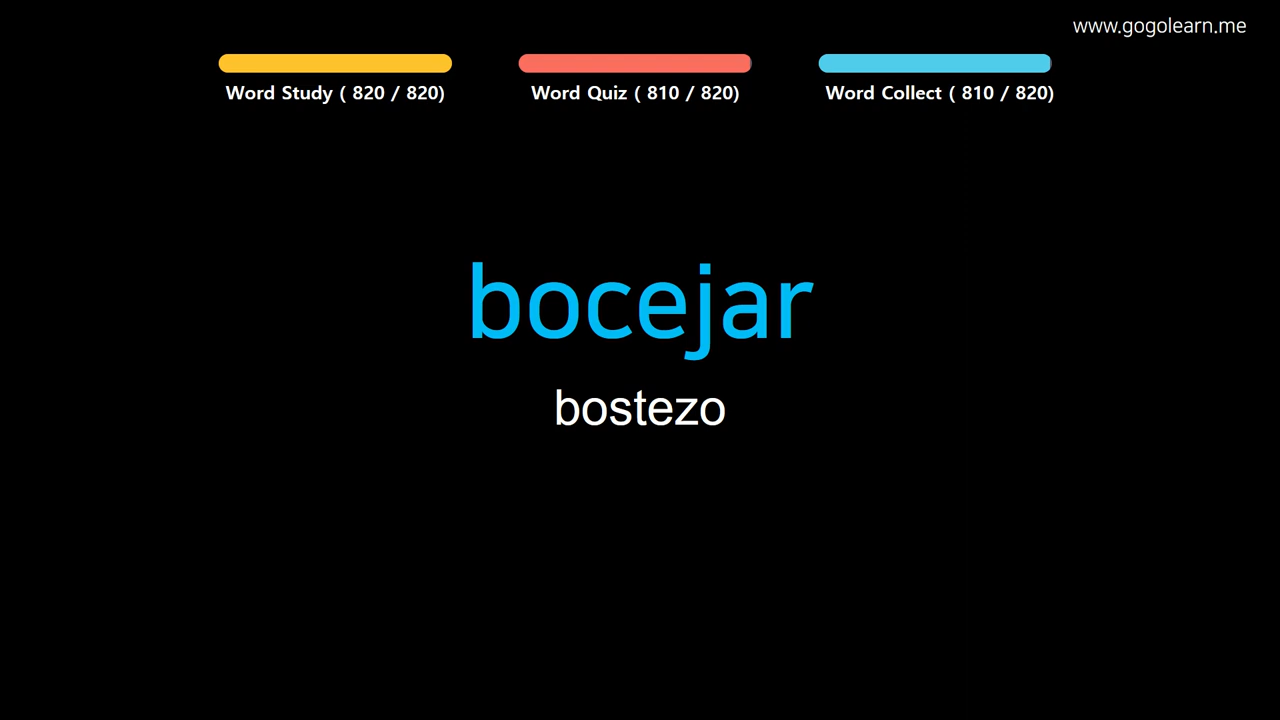 www.gogolearn.me
Word Study ( 820 / 820)
Word Quiz ( 810 / 820)
Word Collect ( 810 / 820)
bocejar
bostezo